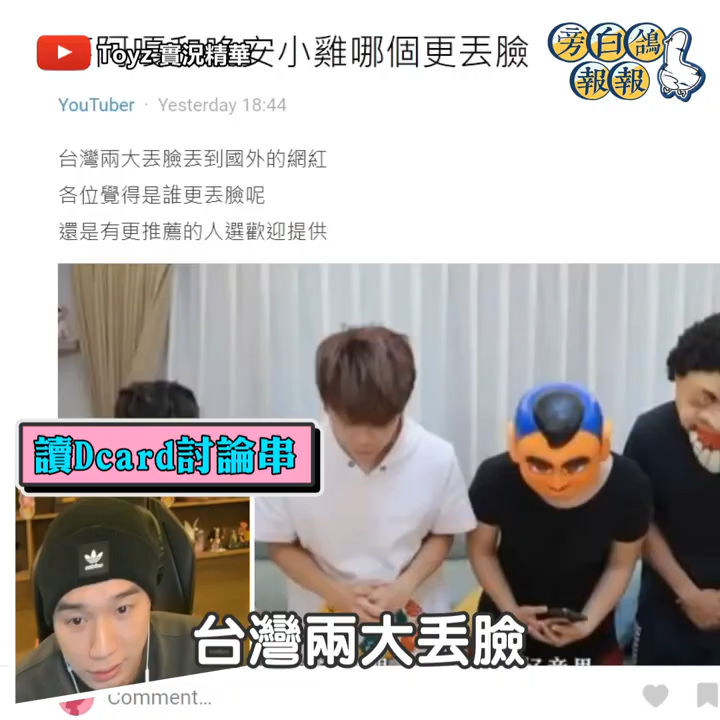 安小雞哪個更丟臉
Toyz實況精華
旁白鴿
報報
YouTuber · Yesterday 18:44
台灣兩大丟臉丟到國外的網紅
各位覺得是誰更丟臉呢
還是有更推薦的人選歡迎提供
讀Dcard討論串
adidas
台灣兩大丟臉
Comment...